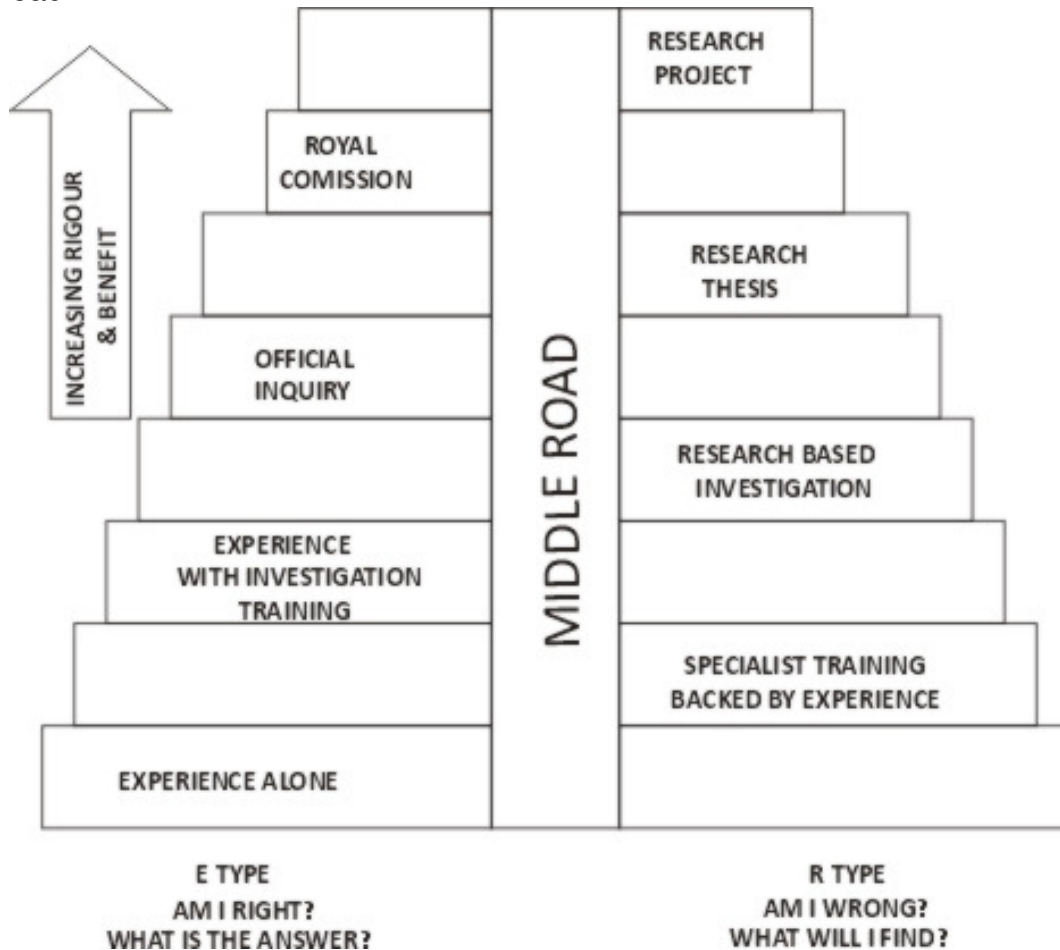 RESEARCH
PROJECT
ROYAL
COMISSION
INCREASING RIGOUR
& BENEFIT
RESEARCH
THESIS
OFFICIAL
INQUIRY
MIDDLE ROAD
RESEARCH BASED
INVESTIGATION
EXPERIENCE
WITH INVESTIGATION
TRAINING
SPECIALIST TRAINING
BACKED BY EXPERIENCE
EXPERIENCE ALONE
E TYPE
AM I RIGHT?
WHAT IS THE ANSWER?
R TYPE
AM I WRONG?
WHAT WILL I FIND?